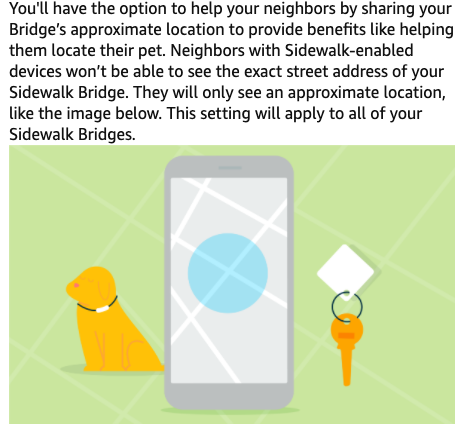 You'll have the option to help your neighbors by sharing your
Bridge’s approximate location to provide benefits like helping
them locate their pet. Neighbors with Sidewalk-enabled
devices won’t be able to see the exact street address of your
Sidewalk Bridge. They will only see an approximate location,
like the image below. This setting will apply to all of your
Sidewalk Bridges.